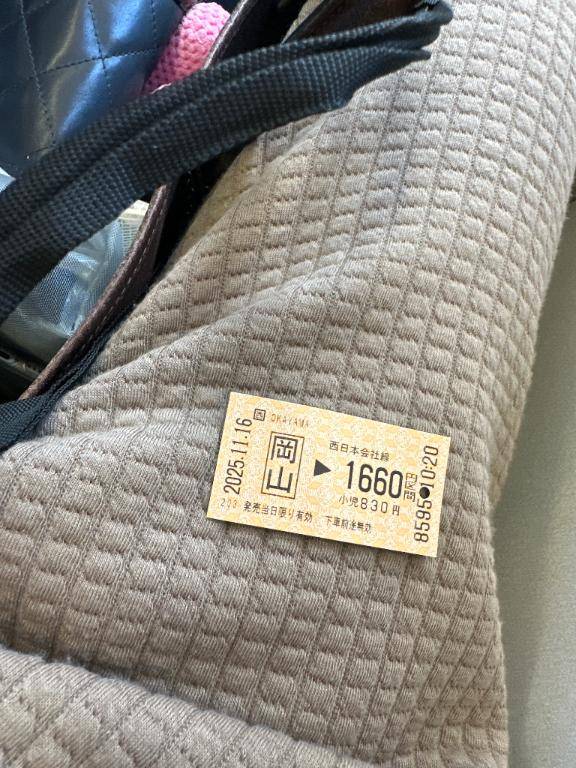 2025.11.16
OKAYAMA
岡山
西日本会社線
▶ 1660円区間
小児830円
発売当日限り有効 下車前途無効
8595 10:20